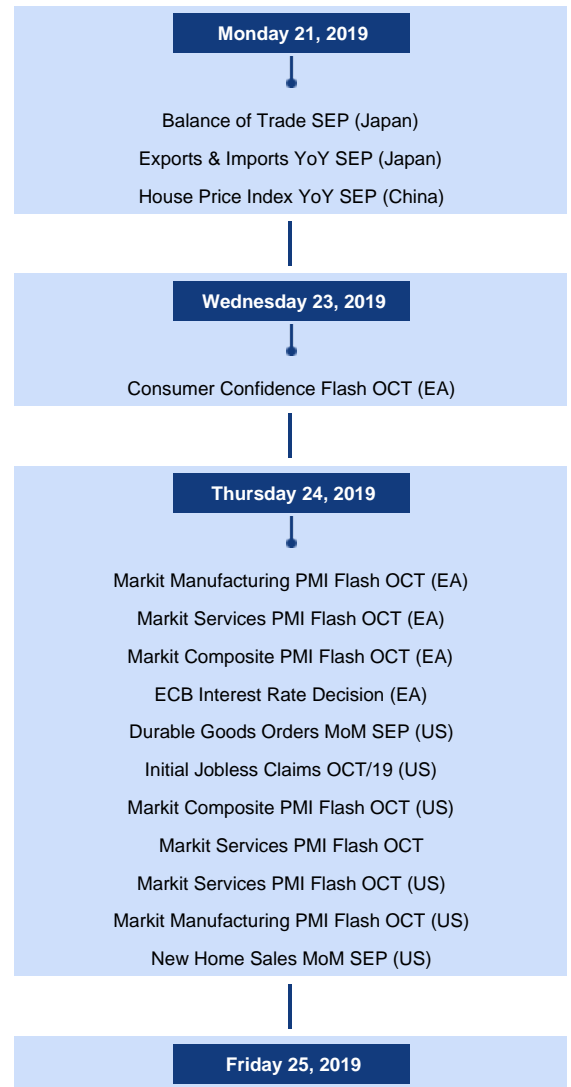 Monday 21, 2019
Balance of Trade SEP (Japan)
Exports & Imports YoY SEP (Japan)
House Price Index YoY SEP (China)
Wednesday 23, 2019
Consumer Confidence Flash OCT (EA)
Thursday 24, 2019
Markit Manufacturing PMI Flash OCT (EA)
Markit Services PMI Flash OCT (EA)
Markit Composite PMI Flash OCT (EA)
ECB Interest Rate Decision (EA)
Durable Goods Orders MoM SEP (US)
Initial Jobless Claims OCT/19 (US)
Markit Composite PMI Flash OCT (US)
Markit Services PMI Flash OCT
Markit Services PMI Flash OCT (US)
Markit Manufacturing PMI Flash OCT (US)
New Home Sales MoM SEP (US)
Friday 25, 2019